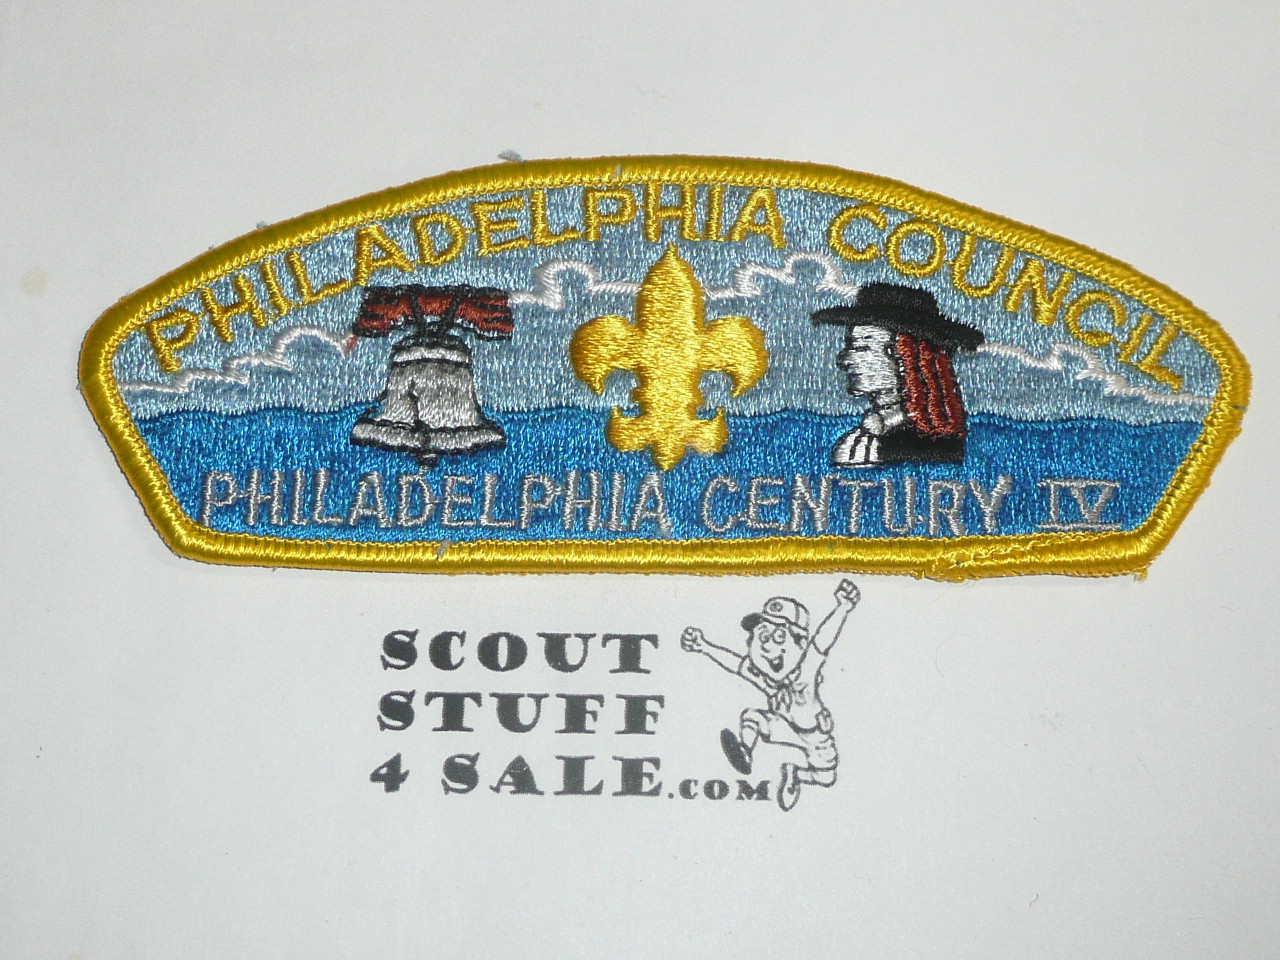 PHILADELPHIA COUNCIL
PHILADELPHIA CENTURY IV
SCOUT
STUFF
4 SALE.COM